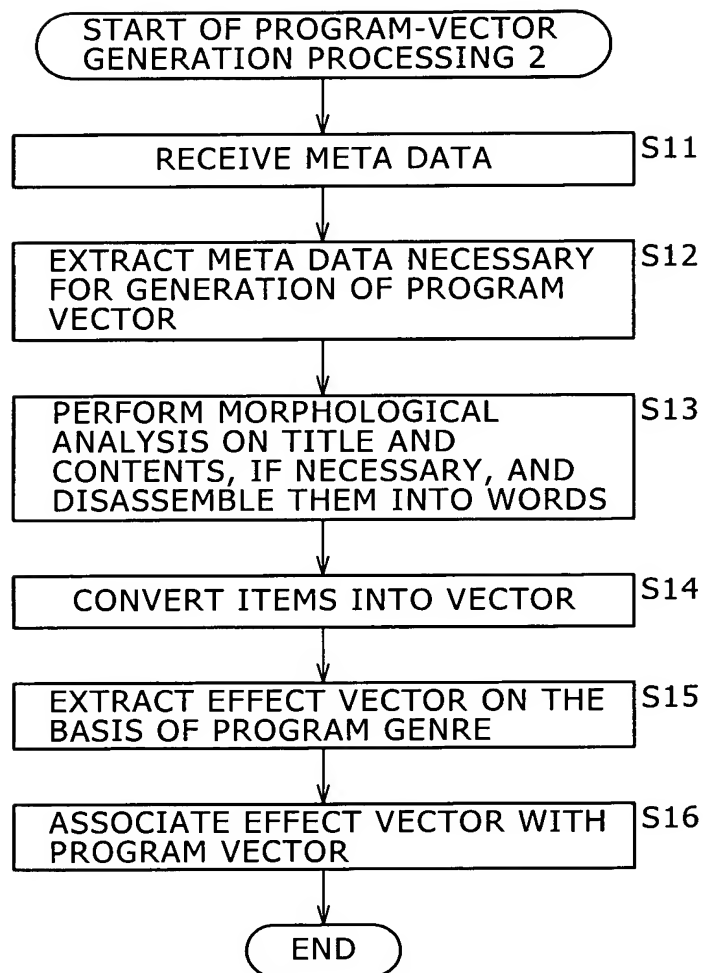 START OF PROGRAM-VECTOR
GENERATION PROCESSING 2
RECEIVE META DATA
S11
EXTRACT META DATA NECESSARY
FOR GENERATION OF PROGRAM
VECTOR
S12
PERFORM MORPHOLOGICAL
ANALYSIS ON TITLE AND
CONTENTS, IF NECESSARY, AND
DISASSEMBLE THEM INTO WORDS
S13
CONVERT ITEMS INTO VECTOR
S14
EXTRACT EFFECT VECTOR ON THE
BASIS OF PROGRAM GENRE
S15
ASSOCIATE EFFECT VECTOR WITH
PROGRAM VECTOR
S16
END